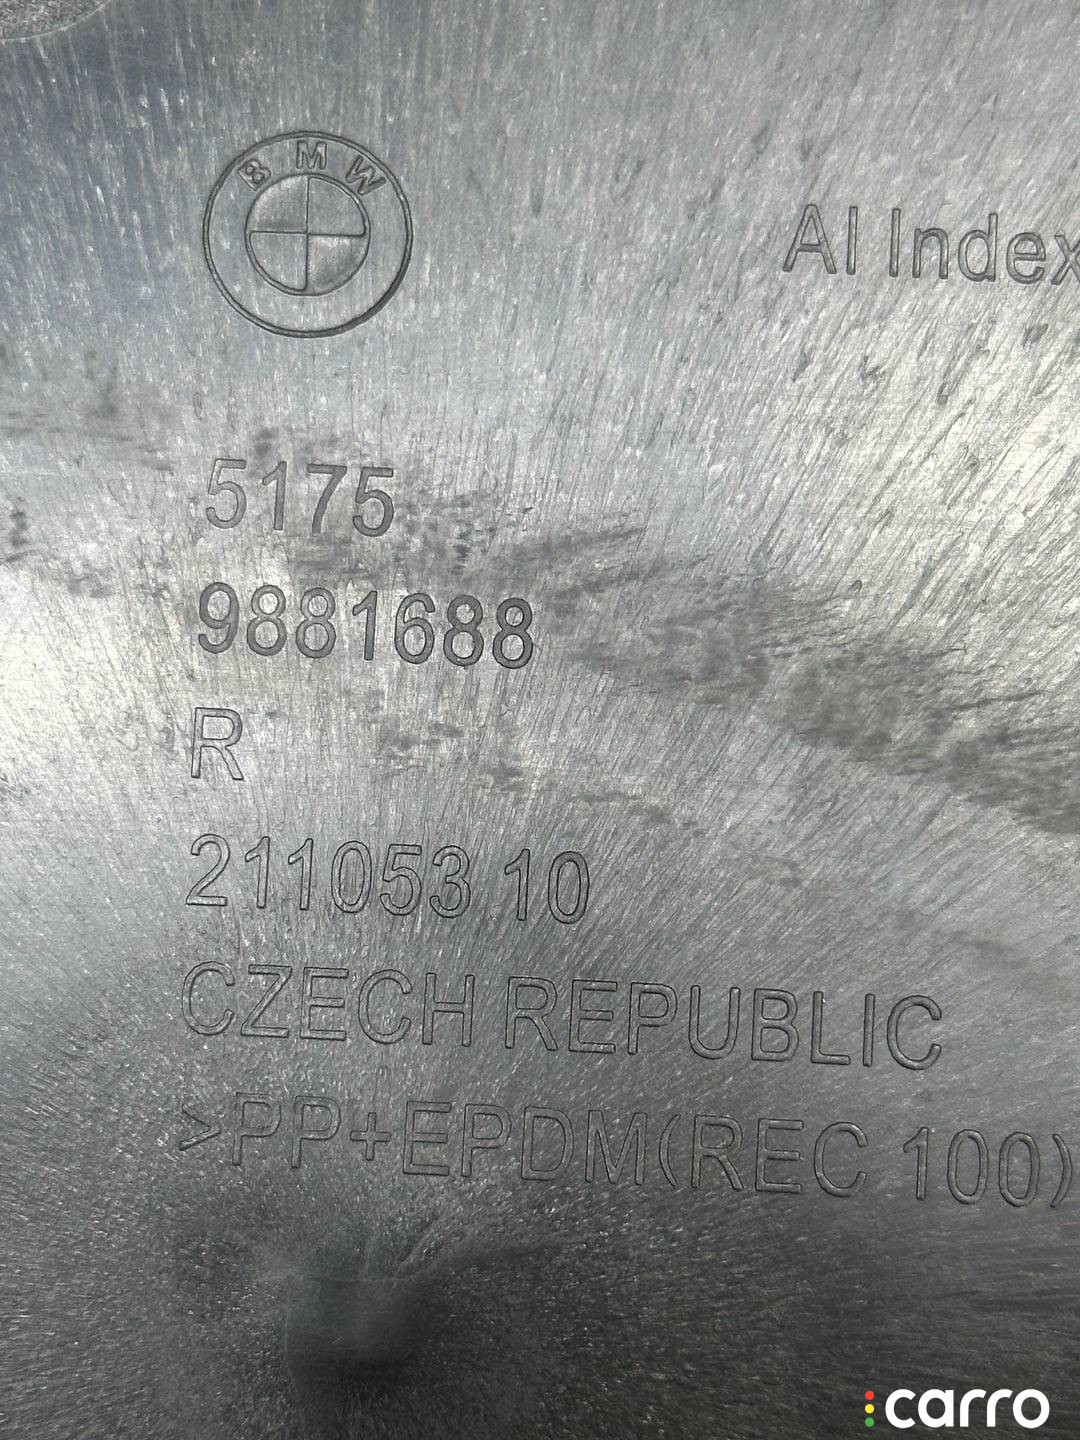 BMW
AI Index
5175
9881688
R
211053 10
CZECH REPUBLIC
>PP+EPDM(REC 100)
carro